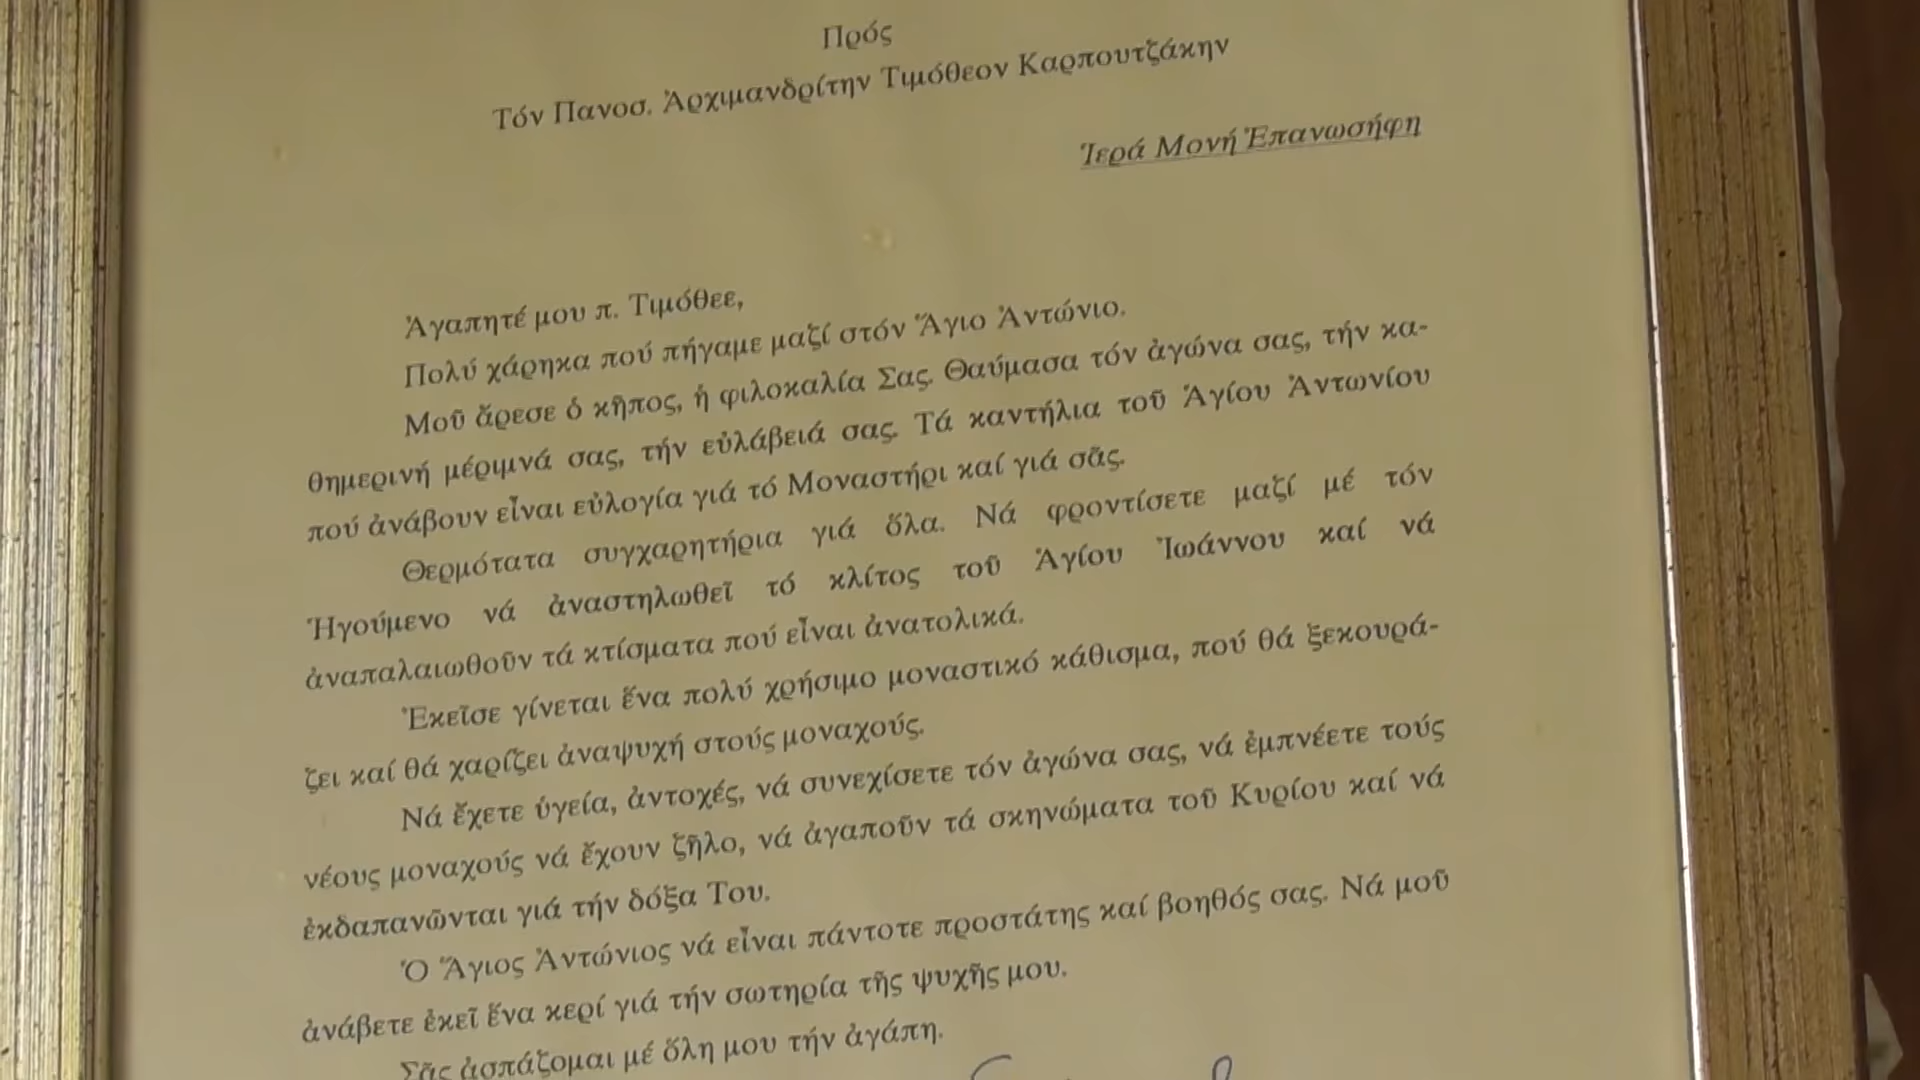 Πρός
Τόν Πανοσ. Ἀρχιμανδρίτην Τιμόθεον Καρπουτζάκην
Ἱερά Μονή Ἐπανωσήφη
Ἀγαπητέ μου π. Τιμόθεε,
Πολύ χάρηκα πού πήγαμε μαζί στόν Ἅγιο Ἀντώνιο.
Μοῦ ἄρεσε ὁ κῆπος, ἡ φιλοκαλία Σας. Θαύμασα τόν ἀγώνα σας, τήν κα-
θημερινή μέριμνά σας, τήν εὐλάβειά σας. Τά καντήλια τοῦ Ἁγίου Ἀντωνίου
πού ἀνάβουν εἶναι εὐλογία γιά τό Μοναστήρι καί γιά σᾶς.
Θερμότατα συγχαρητήρια γιά ὅλα. Νά φροντίσετε μαζί μέ τόν
Ἡγούμενο νά ἀναστηλωθεῖ τό κλίτος τοῦ Ἁγίου Ἰωάννου καί νά
ἀναπαλαιωθοῦν τά κτίσματα πού εἶναι ἀνατολικά.
Ἐκεῖσε γίνεται ἕνα πολύ χρήσιμο μοναστικό κάθισμα, πού θά ξεκουρά-
ζει καί θά χαρίζει ἀναψυχή στούς μοναχούς.
Νά ἔχετε ὑγεία, ἀντοχές, νά συνεχίσετε τόν ἀγώνα σας, νά ἐμπνέετε τούς
νέους μοναχούς νά ἔχουν ζῆλο, νά ἀγαποῦν τά σκηνώματα τοῦ Κυρίου καί νά
ἐκδαπανῶνται γιά τήν δόξα Του.
Ὁ Ἅγιος Ἀντώνιος νά εἶναι πάντοτε προστάτης καί βοηθός σας. Νά μοῦ
ἀνάβετε ἐκεῖ ἕνα κερί γιά τήν σωτηρία τῆς ψυχῆς μου.
Σᾶς ἀσπάζομαι μέ ὅλη μου τήν ἀγάπη.